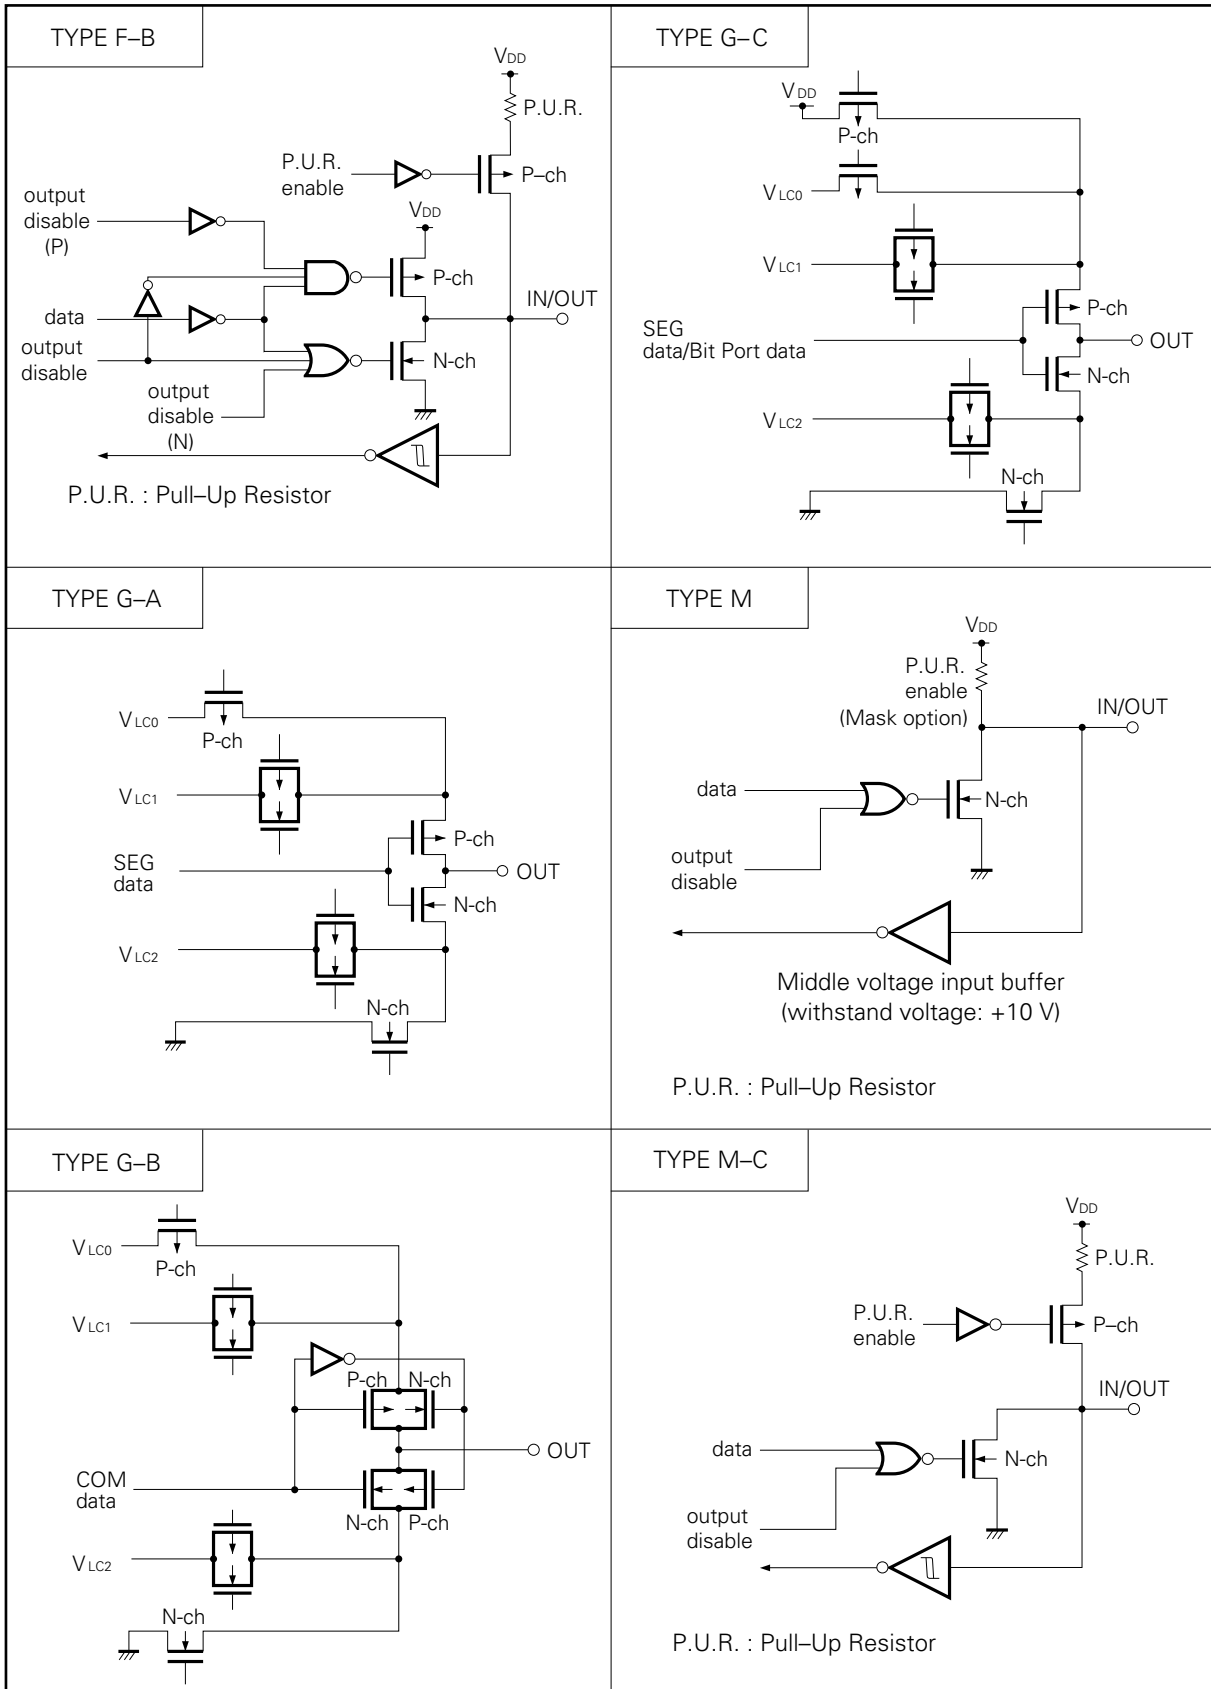 TYPE F–B
VDD
P.U.R.
P.U.R.
enable
P–ch
output
disable
(P)
VDD
P-ch
IN/OUT
data
output
disable
N-ch
output
disable
(N)
P.U.R. : Pull–Up Resistor
TYPE G–C
VDD
P-ch
VLC0
VLC1
P-ch
SEG
data/Bit Port data
OUT
N-ch
VLC2
N-ch
TYPE G–A
VLC0
P-ch
VLC1
P-ch
SEG
data
OUT
N-ch
VLC2
N-ch
TYPE M
VDD
P.U.R.
enable
(Mask option)
IN/OUT
data
N-ch
output
disable
Middle voltage input buffer
(withstand voltage: +10 V)
P.U.R. : Pull–Up Resistor
TYPE G–B
VLC0
P-ch
VLC1
P-ch N-ch
OUT
COM
data
N-ch P-ch
VLC2
N-ch
TYPE M–C
VDD
P.U.R.
P.U.R.
enable
P–ch
IN/OUT
data
N-ch
output
disable
P.U.R. : Pull–Up Resistor